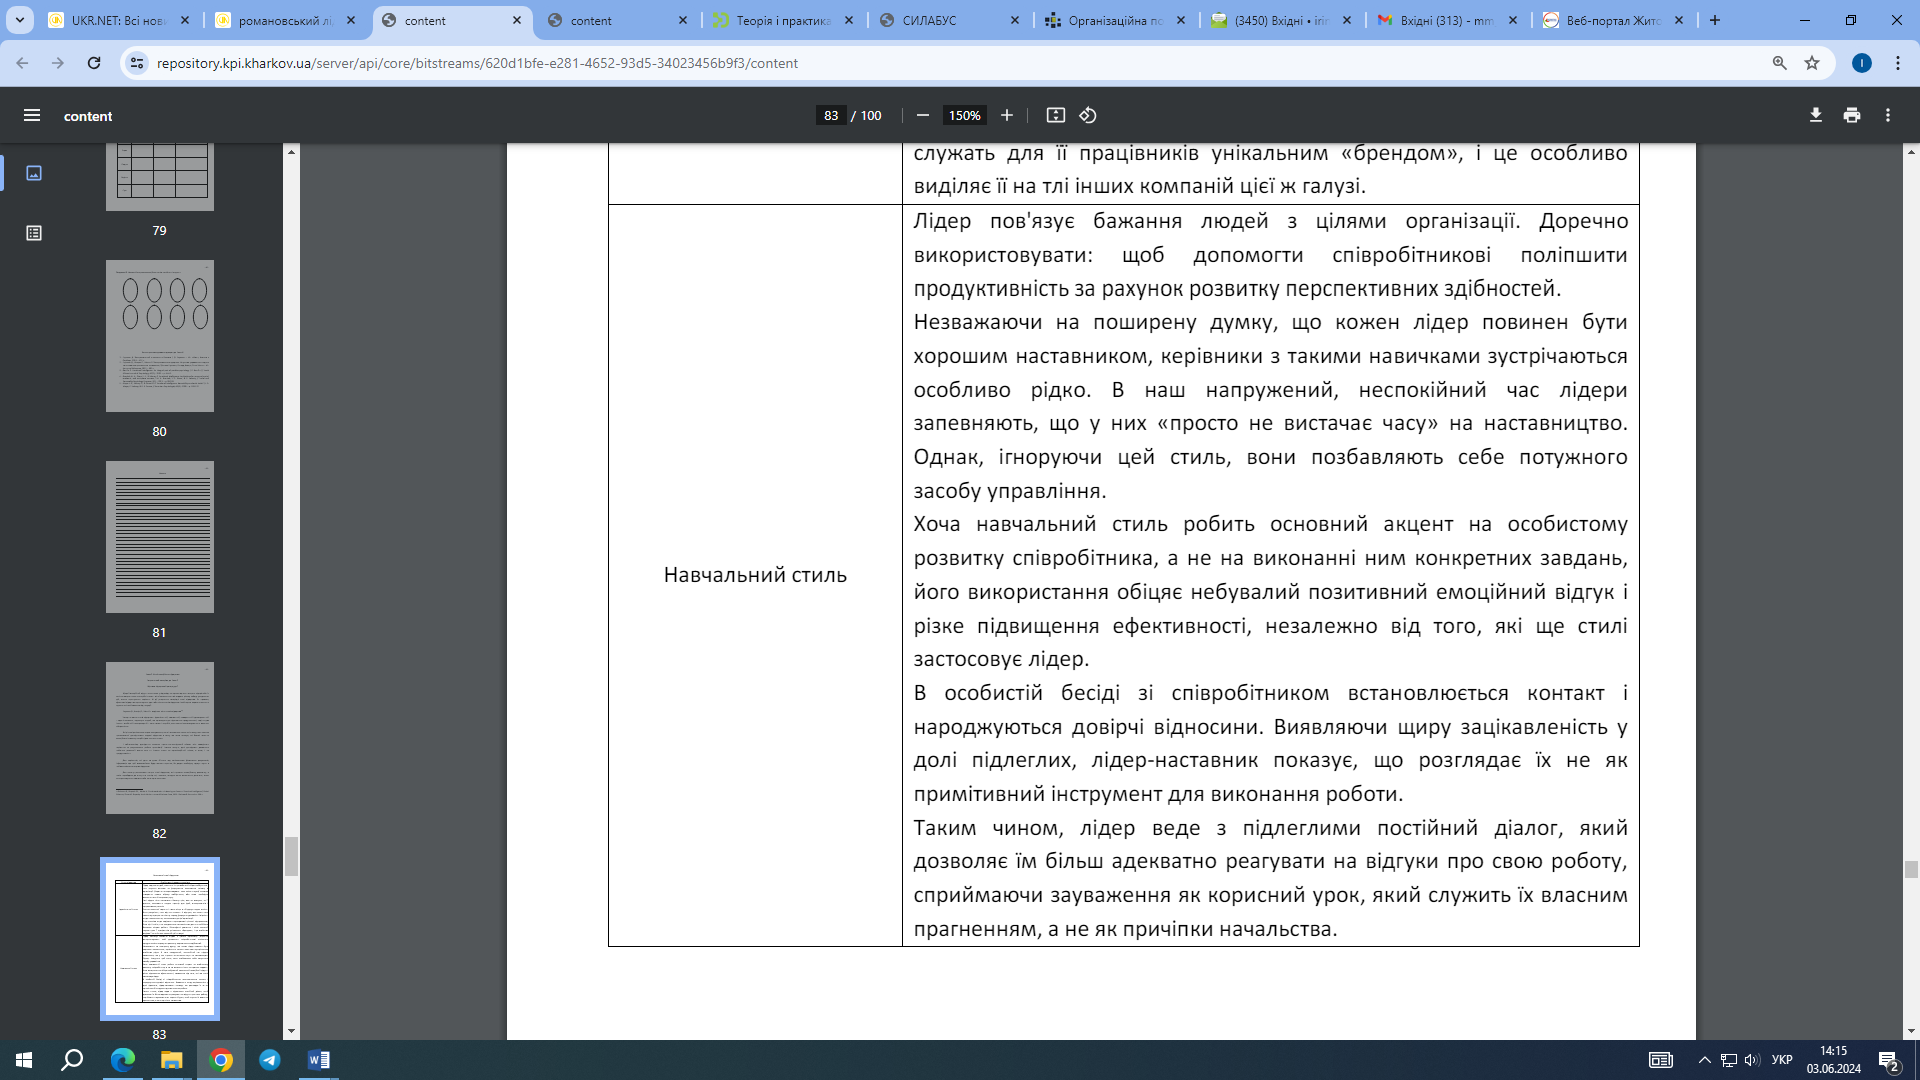 UKR.NET: Всі нові
романовський лі
content
content
Теорія і практика
СИЛАБУС
Організаційна по
(3450) Вхідні • irin
Вхідні (313) - mm
Веб-портал Жито
repository.kpi.kharkov.ua/server/api/core/bitstreams/620d1bfe-e281-4652-93d5-34023456b9f3/content
I
content
83 / 100
150%
79
80
81
82
83
служать для її працівників унікальним «брендом», і це особливо
виділяє її на тлі інших компаній цієї ж галузі.
Навчальний стиль
Лідер пов'язує бажання людей з цілями організації. Доречно
використовувати: щоб допомогти співробітникові поліпшити
продуктивність за рахунок розвитку перспективних здібностей.
Незважаючи на поширену думку, що кожен лідер повинен бути
хорошим наставником, керівники з такими навичками зустрічаються
особливо рідко. В наш напружений, неспокійний час лідери
запевняють, що у них «просто не вистачає часу» на наставництво.
Однак, ігноруючи цей стиль, вони позбавляють себе потужного
засобу управління.
Хоча навчальний стиль робить основний акцент на особистому
розвитку співробітника, а не на виконанні ним конкретних завдань,
його використання обіцяє небувалий позитивний емоційний відгук і
різке підвищення ефективності, незалежно від того, які ще стилі
застосовує лідер.
В особистій бесіді зі співробітником встановлюється контакт і
народжуються довірчі відносини. Виявляючи щиру зацікавленість у
долі підлеглих, лідер-наставник показує, що розглядає їх не як
примітивний інструмент для виконання роботи.
Таким чином, лідер веде з підлеглими постійний діалог, який
дозволяє їм більш адекватно реагувати на відгуки про свою роботу,
сприймаючи зауваження як корисний урок, який служить їх власним
прагненням, а не як причіпки начальства.
УКР
14:15
03.06.2024
2